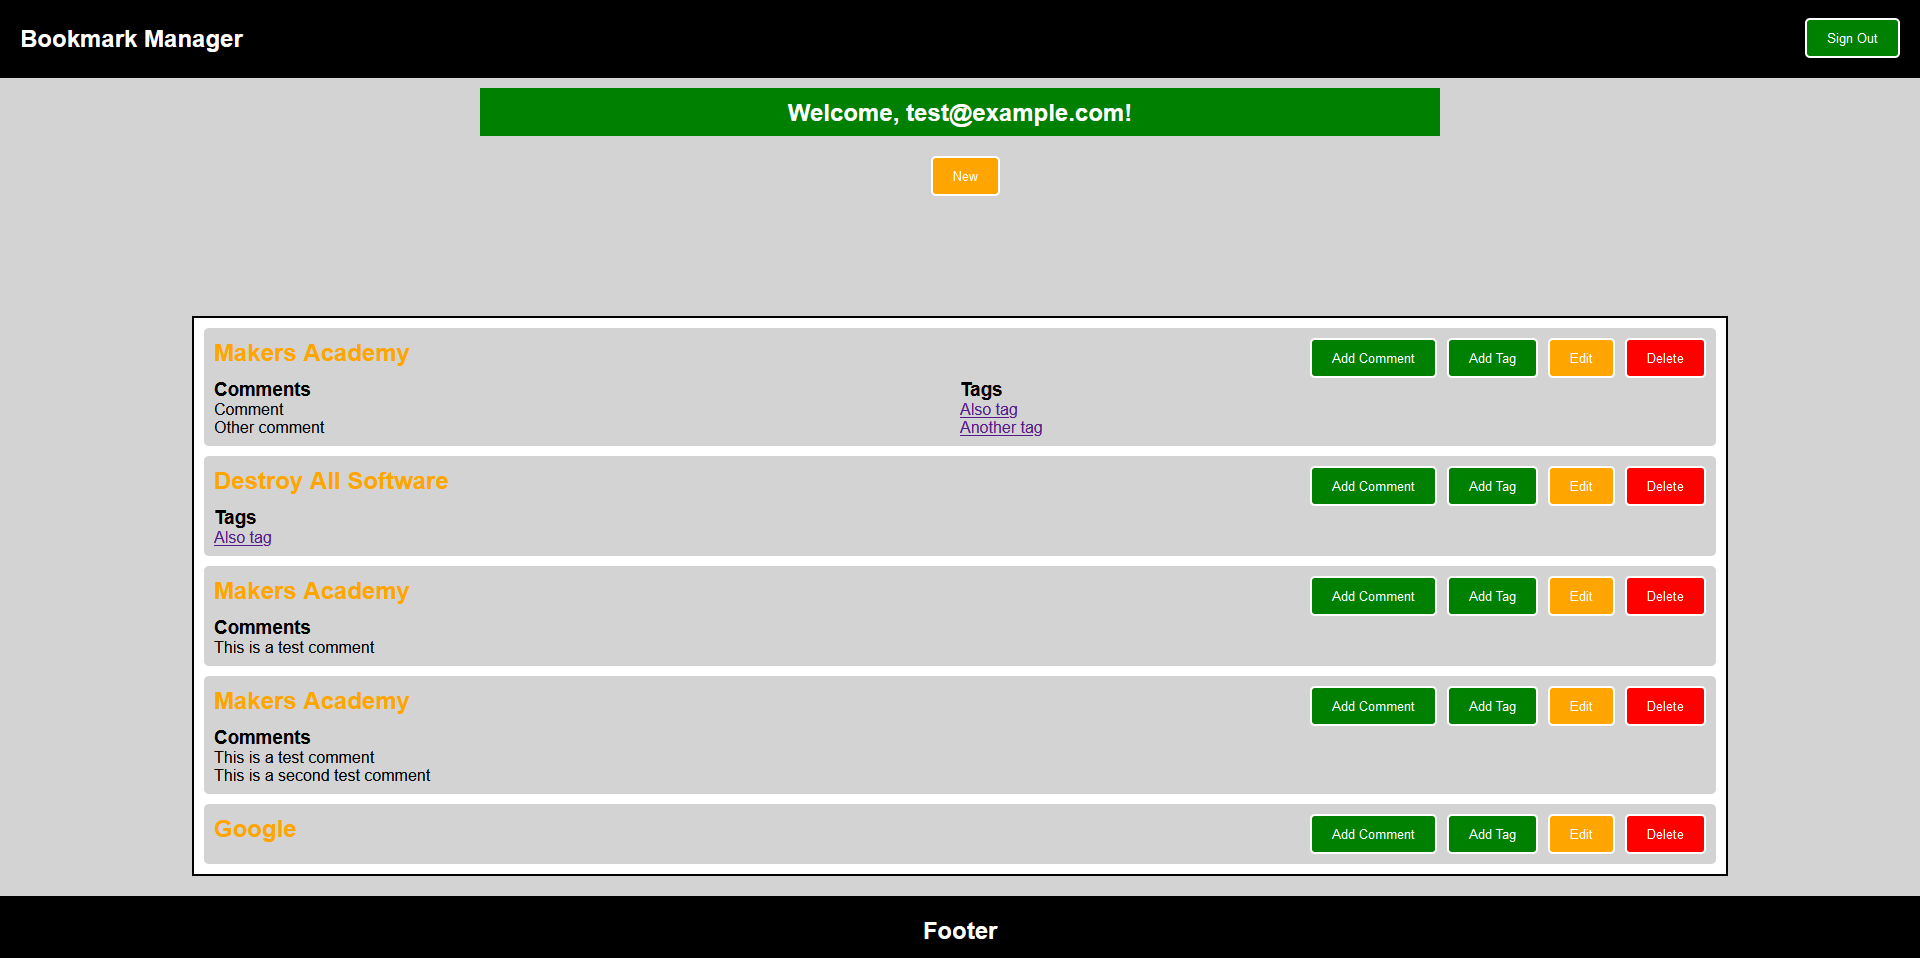 Bookmark Manager
Sign Out
Welcome, test@example.com!
New
Makers Academy
Add Comment
Add Tag
Edit
Delete
Comments
Comment
Other comment
Tags
Also tag
Another tag
Destroy All Software
Add Comment
Add Tag
Edit
Delete
Tags
Also tag
Makers Academy
Add Comment
Add Tag
Edit
Delete
Comments
This is a test comment
Makers Academy
Add Comment
Add Tag
Edit
Delete
Comments
This is a test comment
This is a second test comment
Google
Add Comment
Add Tag
Edit
Delete
Footer